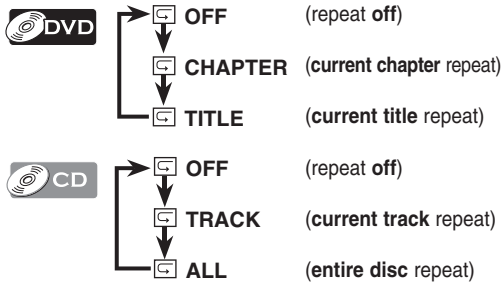 DVD
OFF (repeat off)
CHAPTER (current chapter repeat)
TITLE (current title repeat)
CD
OFF (repeat off)
TRACK (current track repeat)
ALL (entire disc repeat)